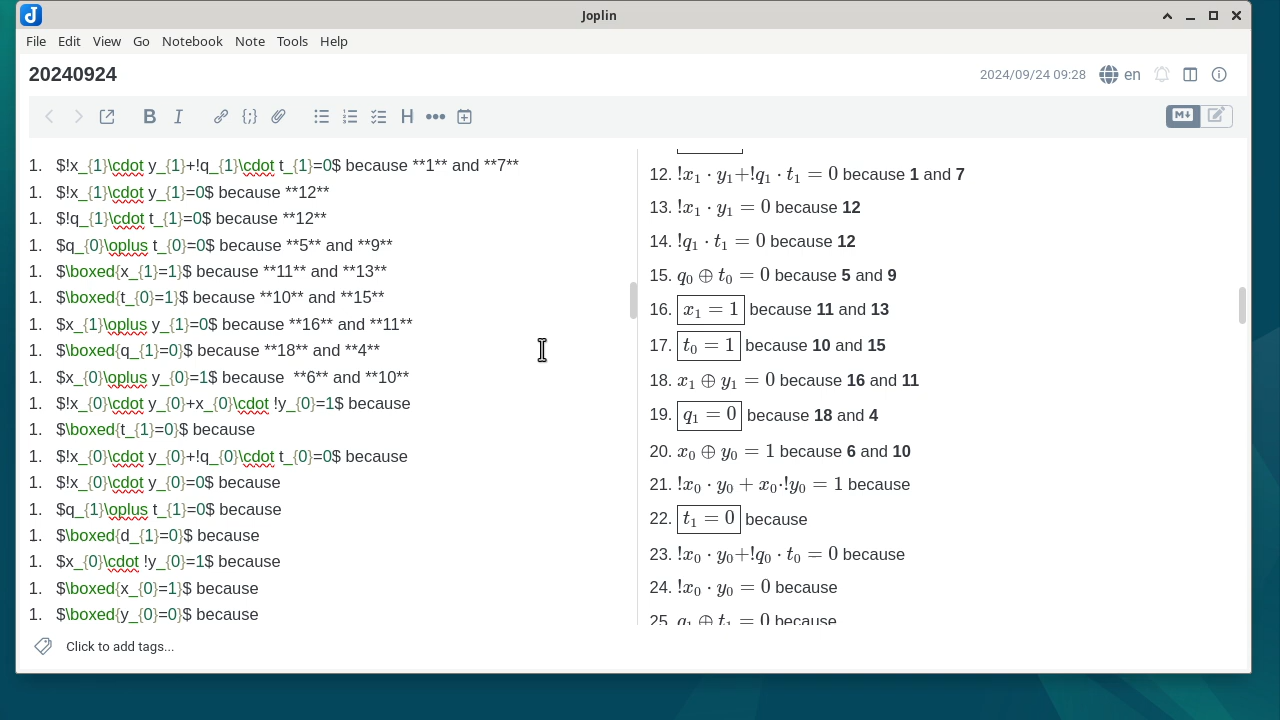 Joplin
File Edit View Go Notebook Note Tools Help
20240924
2024/09/24 09:28 en
1. $!x_{1}\cdot y_{1}+!q_{1}\cdot t_{1}=0$ because **1** and **7**
1. $!x_{1}\cdot y_{1}=0$ because **12**
1. $!q_{1}\cdot t_{1}=0$ because **12**
1. $q_{0}\oplus t_{0}=0$ because **5** and **9**
1. $\boxed{x_{1}=1}$ because **11** and **13**
1. $\boxed{t_{0}=1}$ because **10** and **15**
1. $x_{1}\oplus y_{1}=0$ because **16** and **11**
1. $\boxed{q_{1}=0}$ because **18** and **4**
1. $x_{0}\oplus y_{0}=1$ because  **6** and **10**
1. $!x_{0}\cdot y_{0}+x_{0}\cdot !y_{0}=1$ because
1. $\boxed{t_{1}=0}$ because
1. $!x_{0}\cdot y_{0}+!q_{0}\cdot t_{0}=0$ because
1. $!x_{0}\cdot y_{0}=0$ because
1. $q_{1}\oplus t_{1}=0$ because
1. $\boxed{d_{1}=0}$ because
1. $x_{0}\cdot !y_{0}=1$ because
1. $\boxed{x_{0}=1}$ because
1. $\boxed{y_{0}=0}$ because
12. !x₁ · y₁+!q₁ · t₁ = 0 because 1 and 7
13. !x₁ · y₁ = 0 because 12
14. !q₁ · t₁ = 0 because 12
15. q₀ ⊕ t₀ = 0 because 5 and 9
16. x₁ = 1 because 11 and 13
17. t₀ = 1 because 10 and 15
18. x₁ ⊕ y₁ = 0 because 16 and 11
19. q₁ = 0 because 18 and 4
20. x₀ ⊕ y₀ = 1 because 6 and 10
21. !x₀ · y₀ + x₀·!y₀ = 1 because
22. t₁ = 0 because
23. !x₀ · y₀+!q₀ · t₀ = 0 because
24. !x₀ · y₀ = 0 because
25. q₁ ⊕ t₁ = 0 because
Click to add tags...